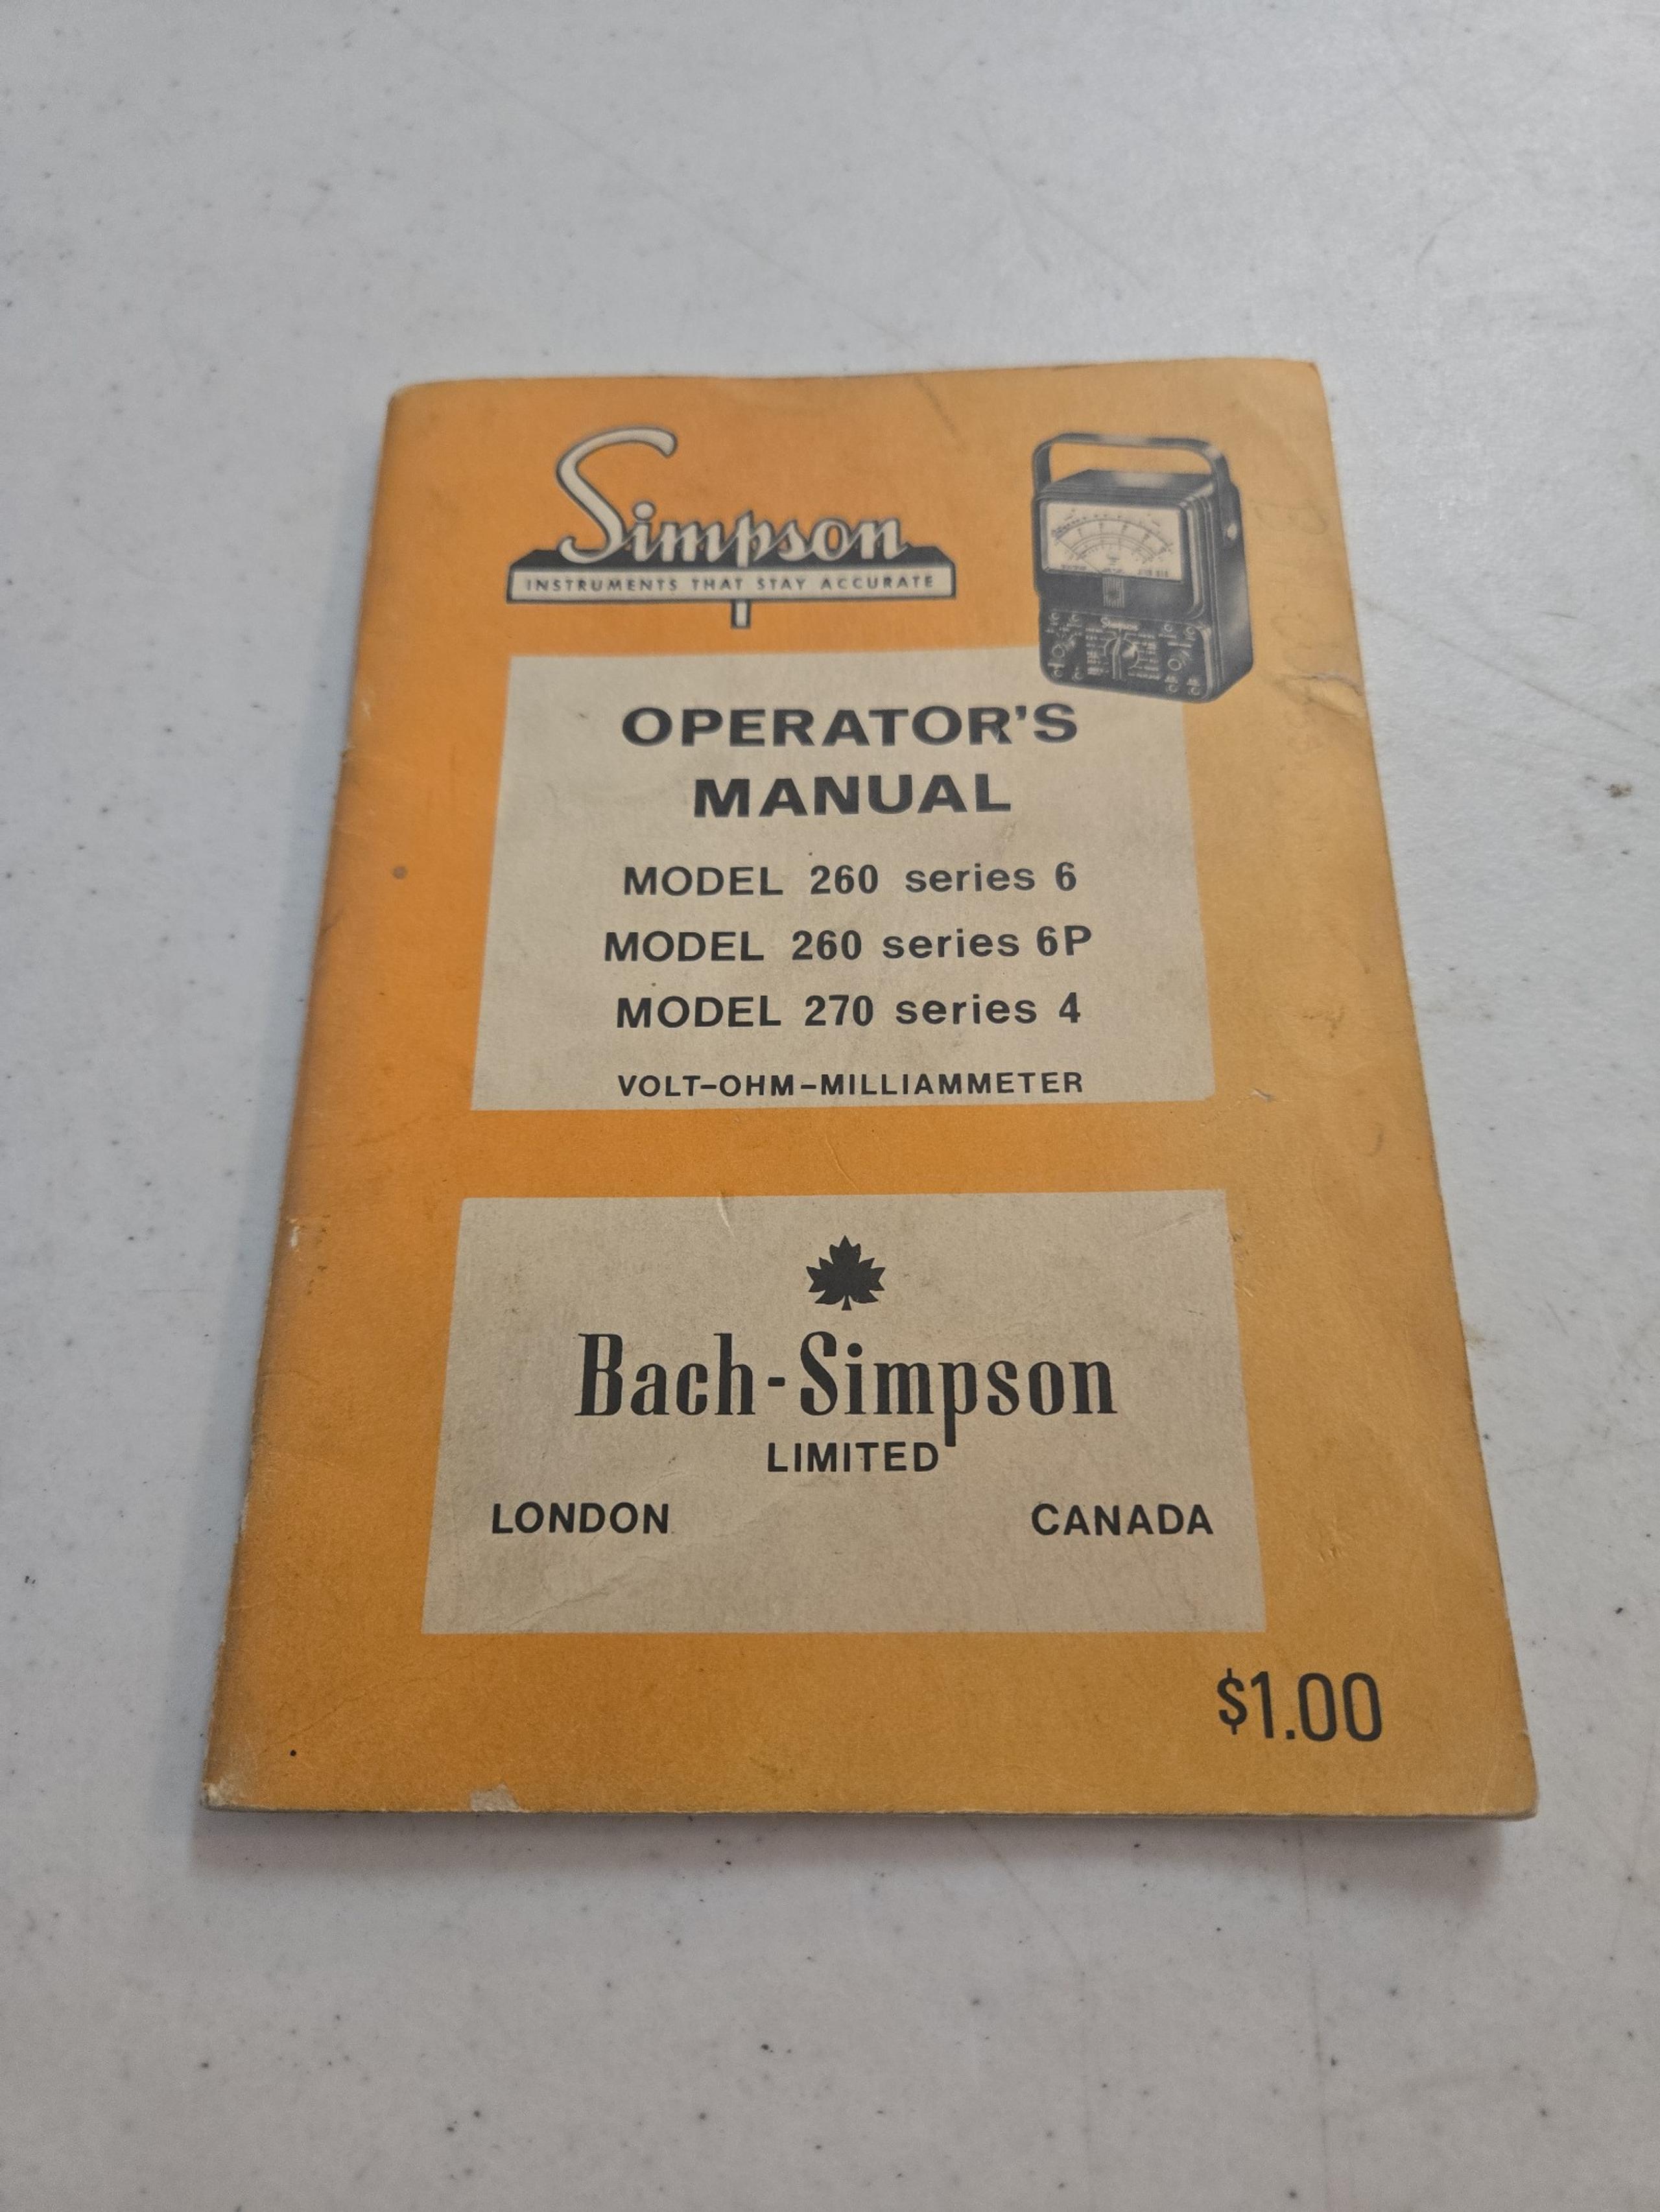 Simpson
INSTRUMENTS THAT STAY ACCURATE
OPERATOR'S
MANUAL
MODEL 260 series 6
MODEL 260 series 6P
MODEL 270 series 4
VOLT-OHM-MILLIAMMETER
Bach-Simpson
LIMITED
LONDON CANADA
$1.00